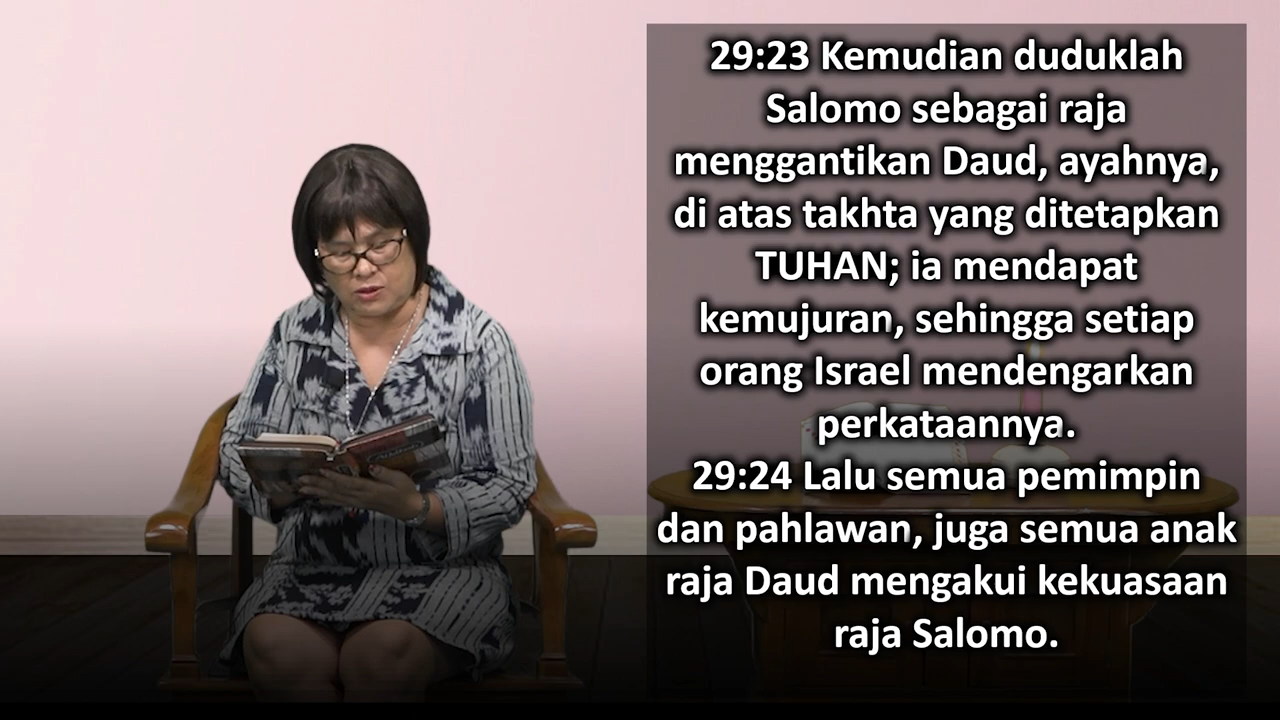 29:23 Kemudian duduklah
Salomo sebagai raja
menggantikan Daud, ayahnya,
di atas takhta yang ditetapkan
TUHAN; ia mendapat
kemujuran, sehingga setiap
orang Israel mendengarkan
perkataannya.
29:24 Lalu semua pemimpin
dan pahlawan, juga semua anak
raja Daud mengakui kekuasaan
raja Salomo.